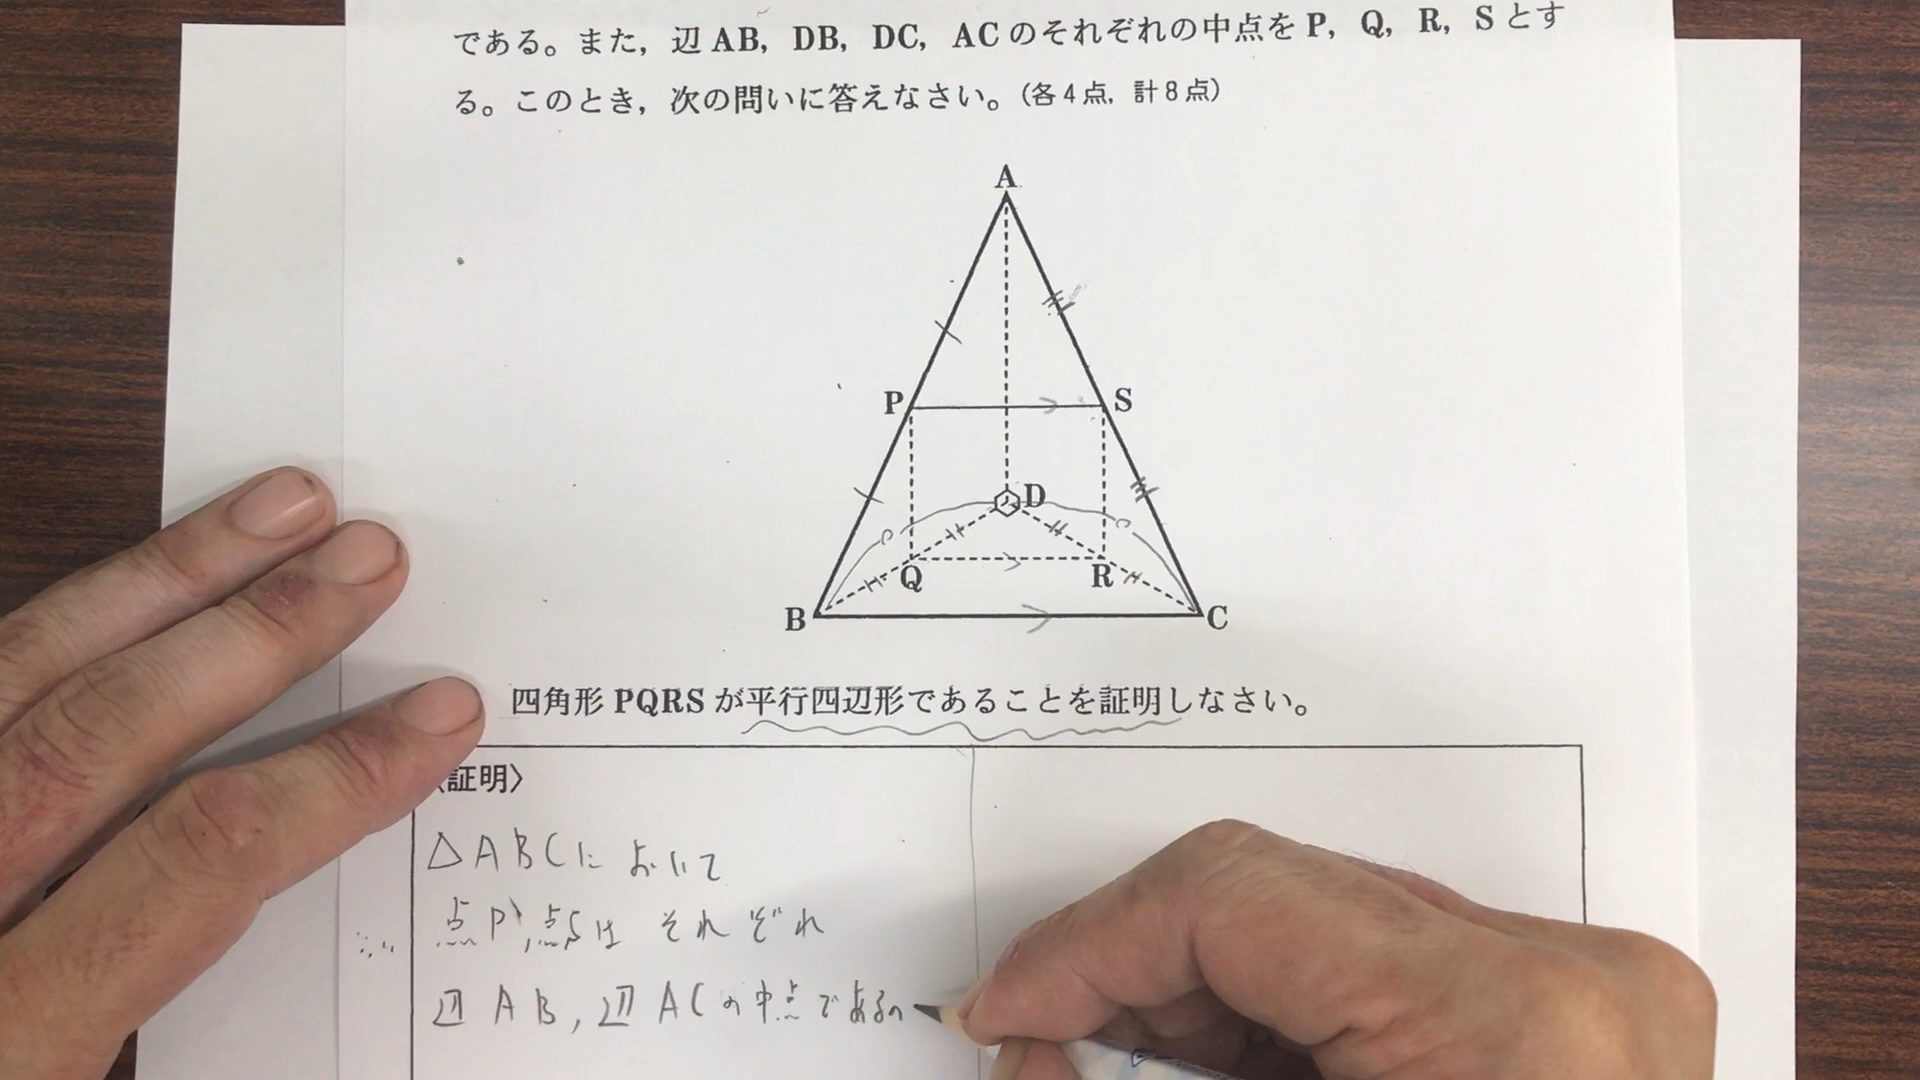 である。また，辺 AB，DB，DC，AC のそれぞれの中点を P，Q，R，S とす
る。このとき，次の問いに答えなさい。（各4点，計8点）
A
P
S
D
Q
R
B
C
四角形 PQRS が平行四辺形であることを証明しなさい。
証明〉
△ABCにおいて
点P，点Sは それぞれ
辺 AB，辺 ACの中点であるの